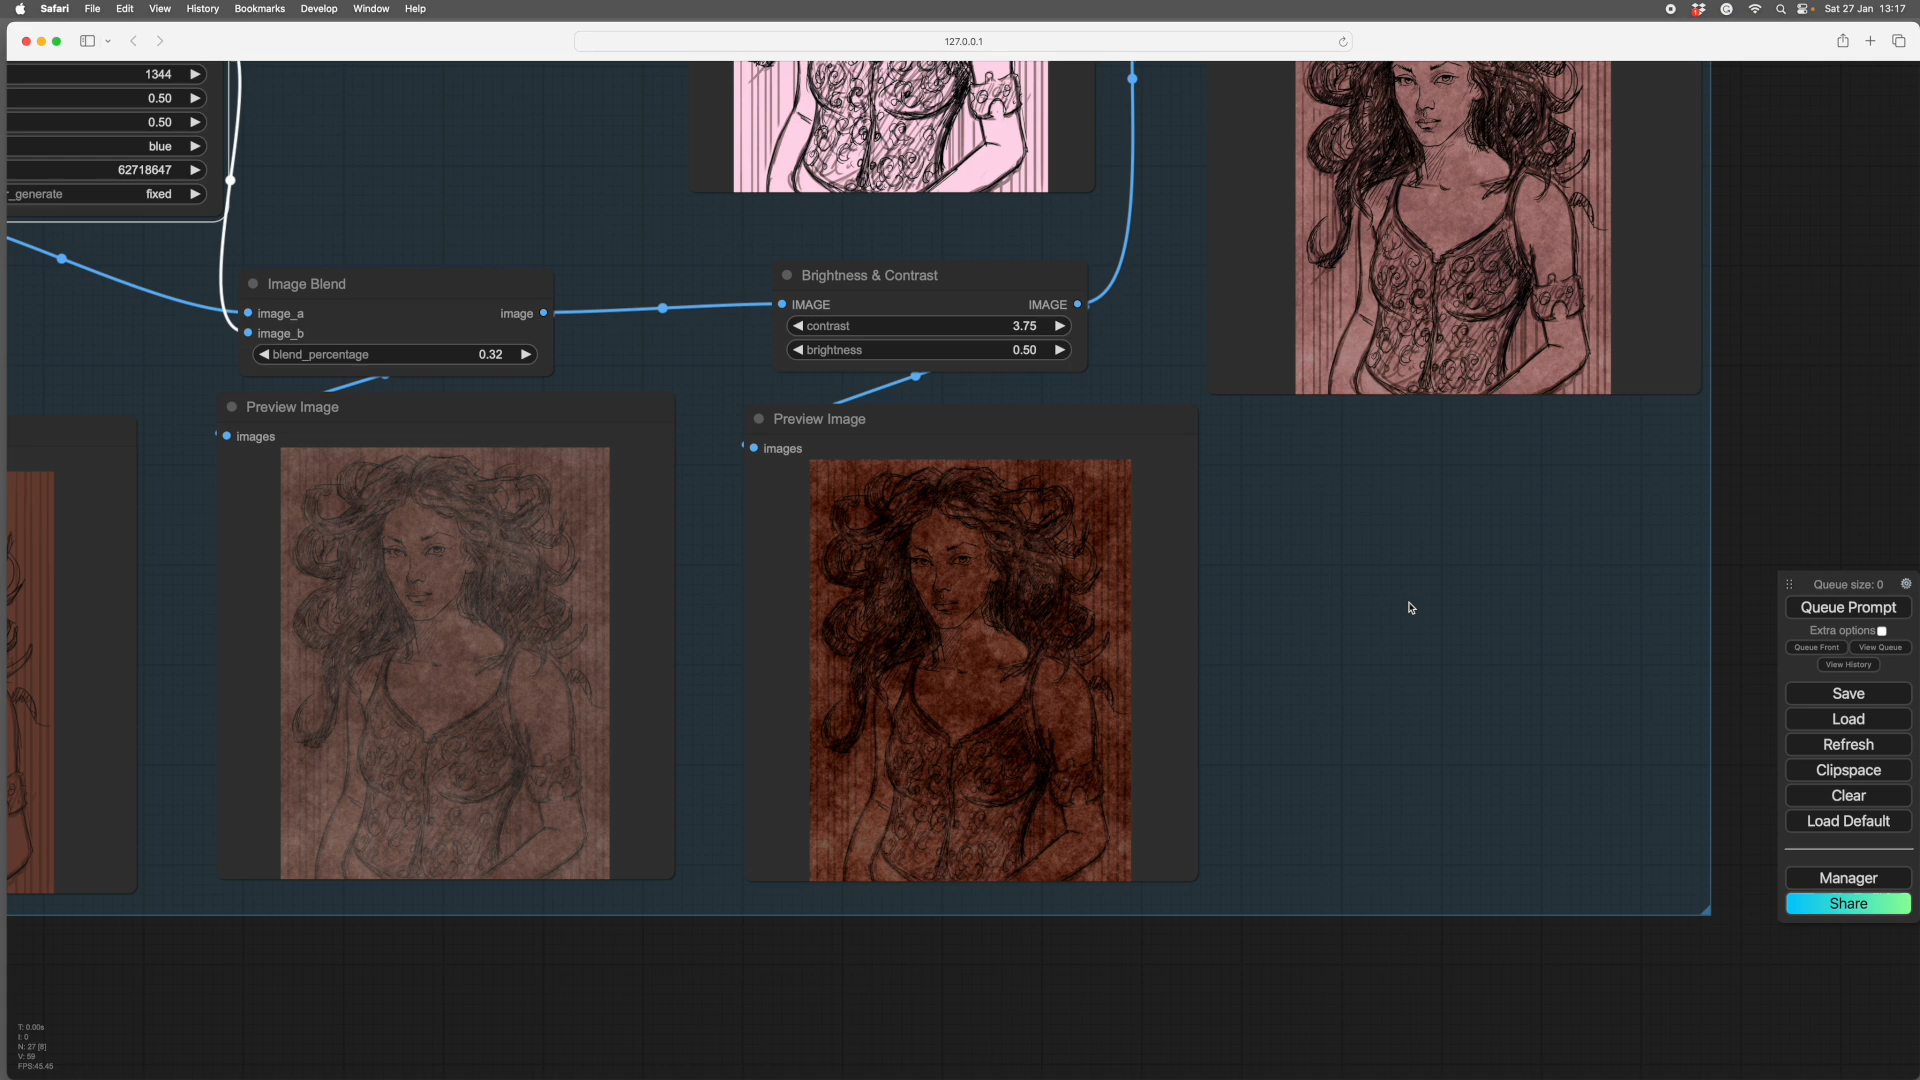 Safari File Edit View History Bookmarks Develop Window Help
Sat 27 Jan 13:17
127.0.0.1
1344
0.50
0.50
blue
62718647
_generate fixed
Image Blend
image_a image
image_b
blend_percentage 0.32
Brightness & Contrast
IMAGE IMAGE
contrast 3.75
brightness 0.50
Preview Image
images
Preview Image
images
Queue size: 0
Queue Prompt
Extra options
Queue Front View Queue
View History
Save
Load
Refresh
Clipspace
Clear
Load Default
Manager
Share
T: 0.00s
I: 0
N: 27 [8]
V: 59
FPS:45.45